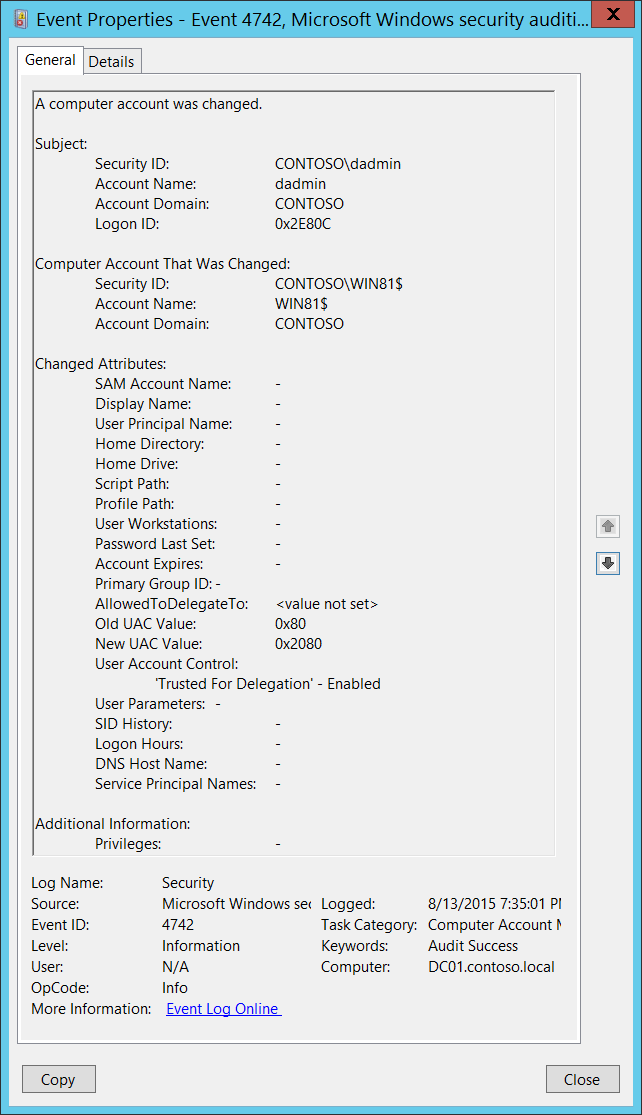 Event Properties - Event 4742, Microsoft Windows security auditi... X
General Details
A computer account was changed.
Subject:
Security ID: CONTOSO\dadmin
Account Name: dadmin
Account Domain: CONTOSO
Logon ID: 0x2E80C
Computer Account That Was Changed:
Security ID: CONTOSO\WIN81$
Account Name: WIN81$
Account Domain: CONTOSO
Changed Attributes:
SAM Account Name: -
Display Name: -
User Principal Name: -
Home Directory: -
Home Drive: -
Script Path: -
Profile Path: -
User Workstations: -
Password Last Set: -
Account Expires: -
Primary Group ID: -
AllowedToDelegateTo: <value not set>
Old UAC Value: 0x80
New UAC Value: 0x2080
User Account Control:
'Trusted For Delegation' - Enabled
User Parameters: -
SID History: -
Logon Hours: -
DNS Host Name: -
Service Principal Names: -
Additional Information:
Privileges: -
Log Name: Security
Source: Microsoft Windows sec Logged: 8/13/2015 7:35:01 PM
Event ID: 4742 Task Category: Computer Account M
Level: Information Keywords: Audit Success
User: N/A Computer: DC01.contoso.local
OpCode: Info
More Information: Event Log Online
Copy Close